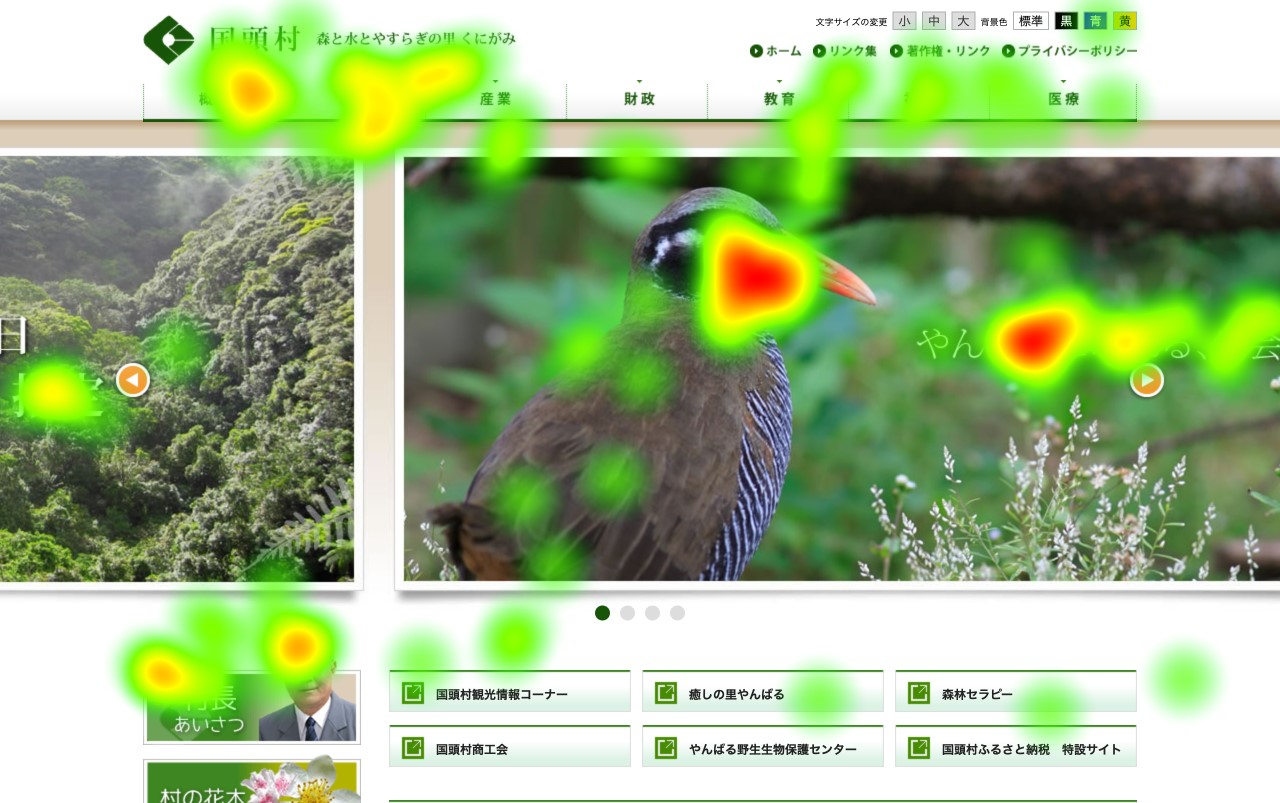 国頭村 森と水とやすらぎの里 くにがみ
文字サイズの変更 小 中 大 背景色 標準 黒 青 黄
ホーム リンク集 著作権・リンク プライバシーポリシー
産業 財政 教育 医療
日
やん
る、
会
村長
あいさつ
村の花木
国頭村観光情報コーナー
癒しの里やんばる
森林セラピー
国頭村商工会
やんばる野生生物保護センター
国頭村ふるさと納税 特設サイト